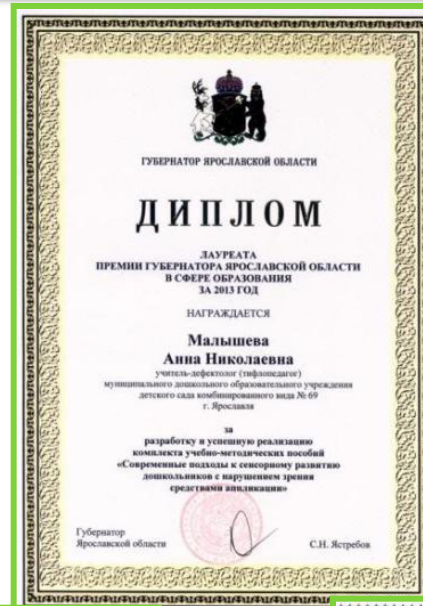 ГУБЕРНАТОР ЯРОСЛАВСКОЙ ОБЛАСТИ
ДИПЛОМ
ЛАУРЕАТА
ПРЕМИИ ГУБЕРНАТОРА ЯРОСЛАВСКОЙ ОБЛАСТИ
В СФЕРЕ ОБРАЗОВАНИЯ
ЗА 2013 ГОД
НАГРАЖДАЕТСЯ
Малышева
Анна Николаевна
учитель-дефектолог (тифлопедагог)
муниципального дошкольного образовательного учреждения
детского сада комбинированного вида № 69
г. Ярославля
за
разработку и успешную реализацию
комплекта учебно-методических пособий
«Современные подходы к сенсорному развитию
дошкольников с нарушением зрения
средствами аппликации»
Губернатор
Ярославской области С.Н. Ястребов